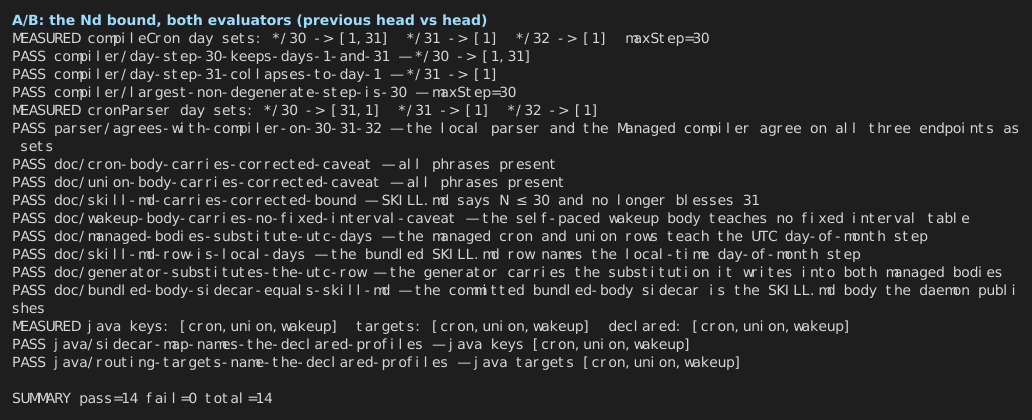 A/B: the Nd bound, both evaluators (previous head vs head)
MEASURED compileCron day sets: */30 -> [1,31]  */31 -> [1]  */32 -> [1]  maxStep=30
PASS compiler/day-step-30-keeps-days-1-and-31 — */30 -> [1,31]
PASS compiler/day-step-31-collapses-to-day-1 — */31 -> [1]
PASS compiler/largest-non-degenerate-step-is-30 — maxStep=30
MEASURED cronParser day sets: */30 -> [31,1]  */31 -> [1]  */32 -> [1]
PASS parser/agrees-with-compiler-on-30-31-32 — the local parser and the Managed compiler agree on all three endpoints as
sets
PASS doc/cron-body-carries-corrected-caveat — all phrases present
PASS doc/union-body-carries-corrected-caveat — all phrases present
PASS doc/skill-md-carries-corrected-bound — SKILL.md says N ≤ 30 and no longer blesses 31
PASS doc/wakeup-body-carries-no-fixed-interval-caveat — the self-paced wakeup body teaches no fixed interval table
PASS doc/managed-bodies-substitute-utc-days — the managed cron and union rows teach the UTC day-of-month step
PASS doc/skill-md-row-is-local-days — the bundled SKILL.md row names the local-time day-of-month step
PASS doc/generator-substitutes-the-utc-row — the generator carries the substitution it writes into both managed bodies
PASS doc/bundled-body-sidecar-equals-skill-md — the committed bundled-body sidecar is the SKILL.md body the daemon publi
shes
MEASURED java keys: [cron,union,wakeup]  targets: [cron,union,wakeup]  declared: [cron,union,wakeup]
PASS java/sidecar-map-names-the-declared-profiles — java keys [cron,union,wakeup]
PASS java/routing-targets-name-the-declared-profiles — java targets [cron,union,wakeup]
SUMMARY pass=14 fail=0 total=14